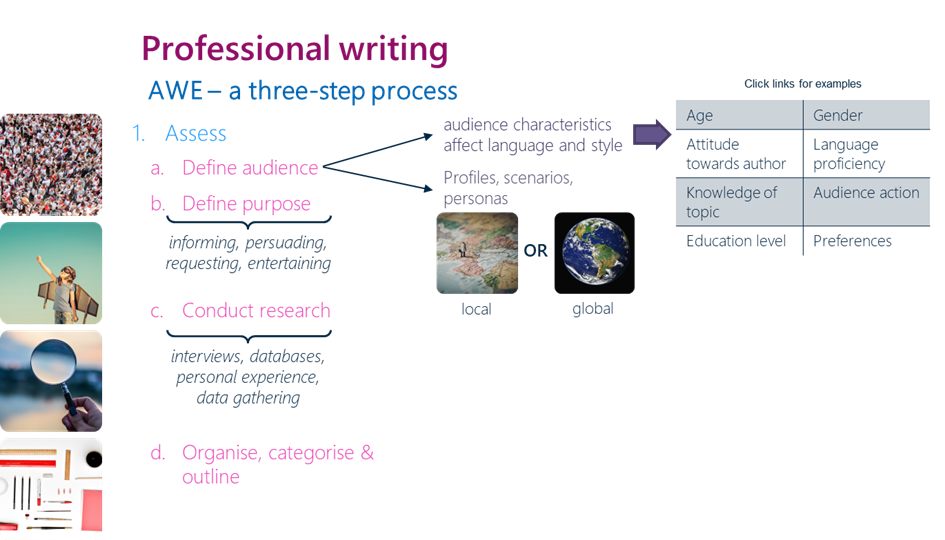 Professional writing
AWE – a three-step process
1. Assess
a. Define audience
b. Define purpose
informing, persuading,
requesting, entertaining
c. Conduct research
interviews, databases,
personal experience,
data gathering
d. Organise, categorise &
outline
audience characteristics
affect language and style
Profiles, scenarios,
personas
OR
local
global
Click links for examples
Age
Gender
Attitude
towards author
Language
proficiency
Knowledge of
topic
Audience action
Education level
Preferences